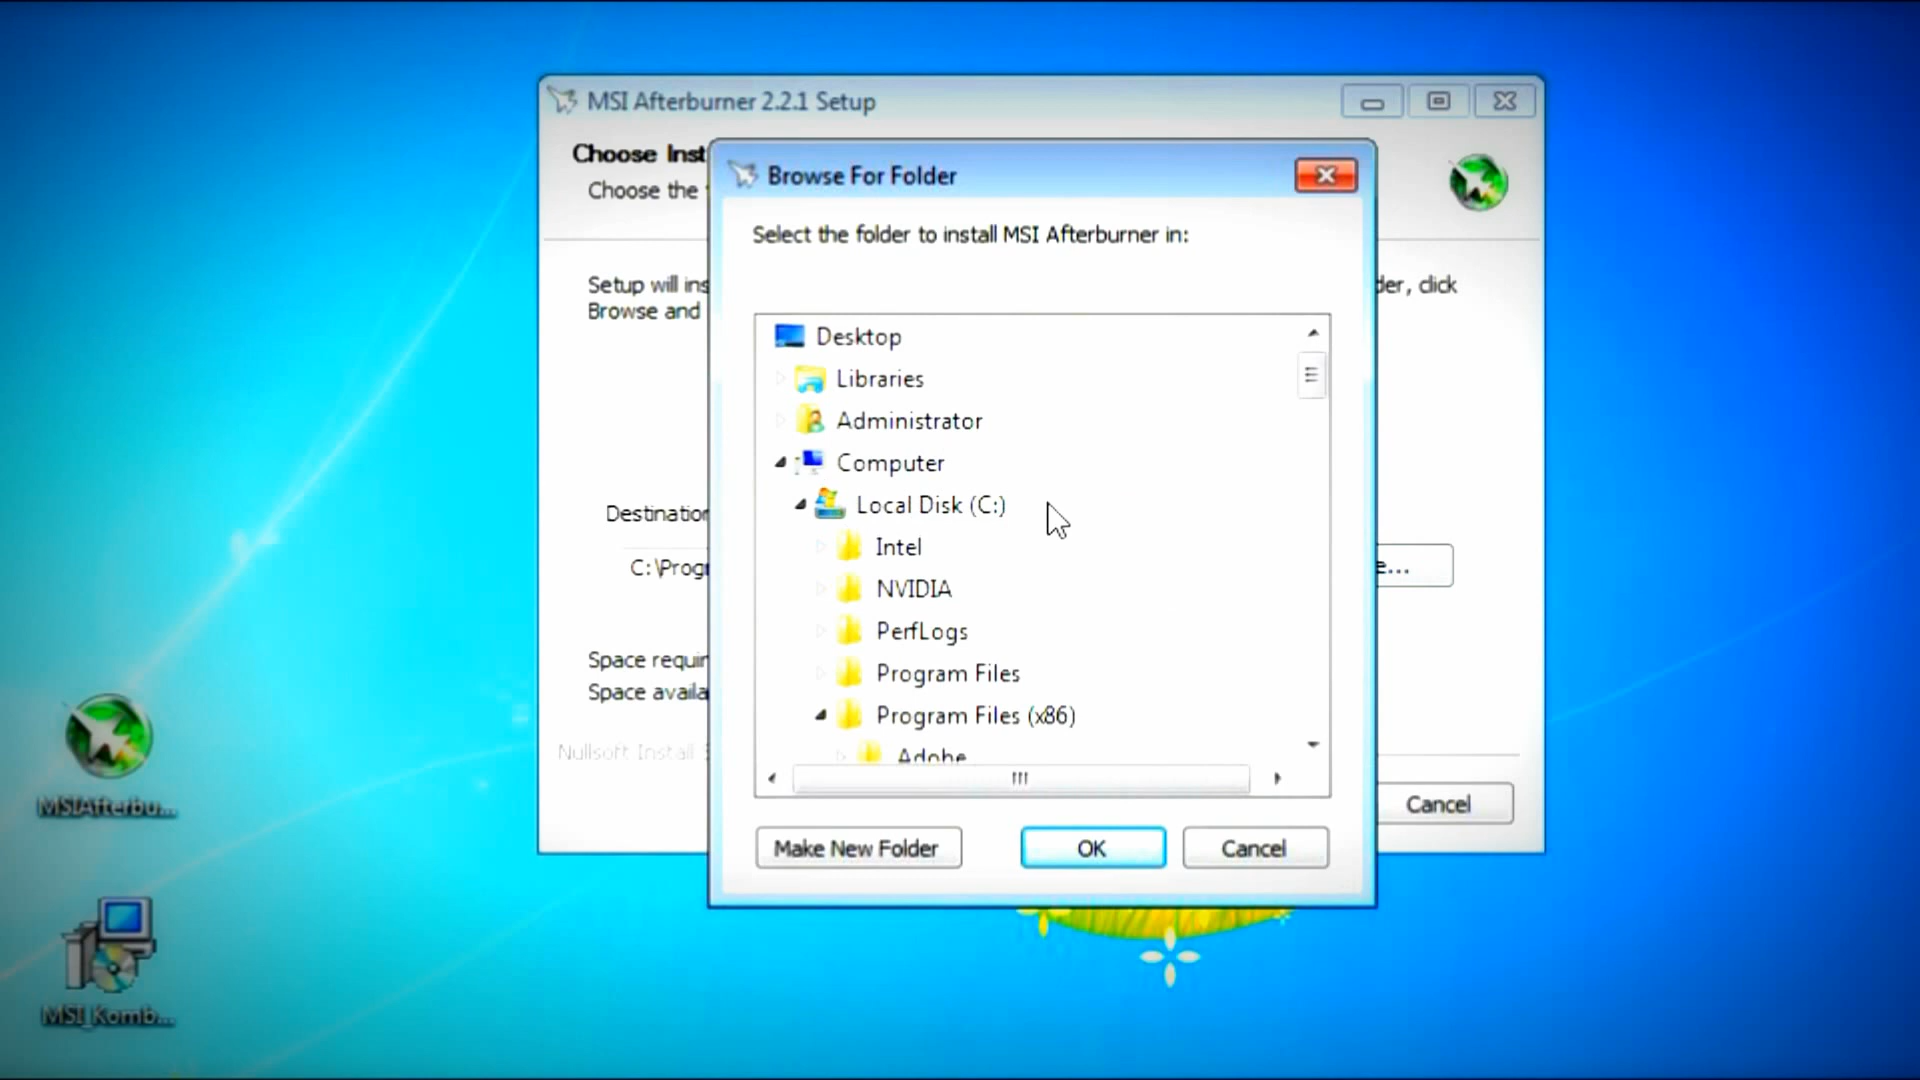 MSI Afterburner 2.2.1 Setup
Choose Inst
Choose the
Browse For Folder
Select the folder to install MSI Afterburner in:
Setup will ins
der, click
Browse and
Desktop
Libraries
Administrator
Computer
Local Disk (C:)
Destination
Intel
C:\Progr
e...
NVIDIA
PerfLogs
Space requir
Program Files
Space availa
Program Files (x86)
Nullsoft Install
Adobe
Cancel
Make New Folder
OK
Cancel
MSIAfterbu...
MSI_Komb...